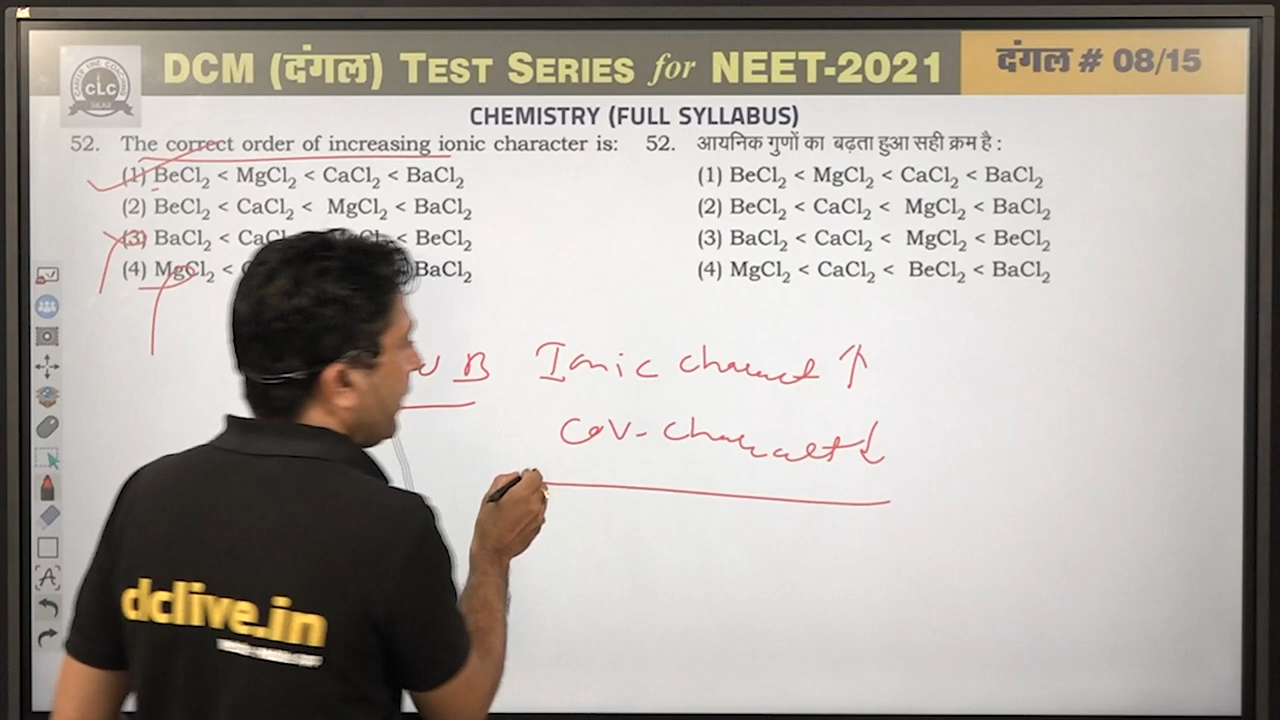 DCM (दंगल) TEST SERIES for NEET-2021
दंगल # 08/15
CLC
CHEMISTRY (FULL SYLLABUS)
52. The correct order of increasing ionic character is:
(1) BeCl₂ < MgCl₂ < CaCl₂ < BaCl₂
(2) BeCl₂ < CaCl₂ < MgCl₂ < BaCl₂
(3) BaCl₂ < CaCl < BeCl₂
(4) MgCl₂ < BaCl₂
52. आयनिक गुणों का बढ़ता हुआ सही क्रम है :
(1) BeCl₂ < MgCl₂ < CaCl₂ < BaCl₂
(2) BeCl₂ < CaCl₂ < MgCl₂ < BaCl₂
(3) BaCl₂ < CaCl₂ < MgCl₂ < BeCl₂
(4) MgCl₂ < CaCl₂ < BeCl₂ < BaCl₂
B Ionic charact ↑
Cov- character ↓
dclive.in